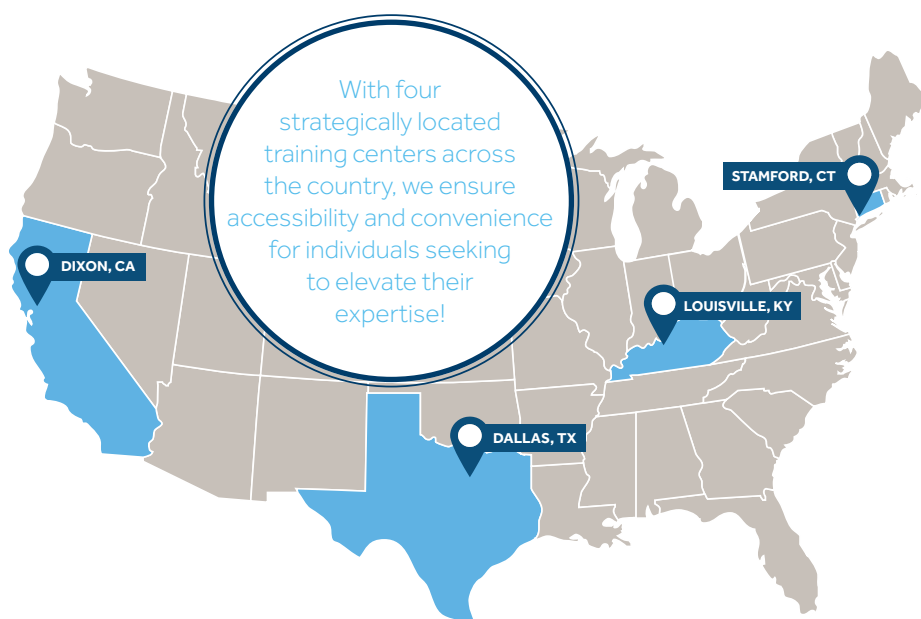 With four
strategically located
training centers across
the country, we ensure
accessibility and convenience
for individuals seeking
to elevate their
expertise!
STAMFORD, CT
DIXON, CA
LOUISVILLE, KY
DALLAS, TX